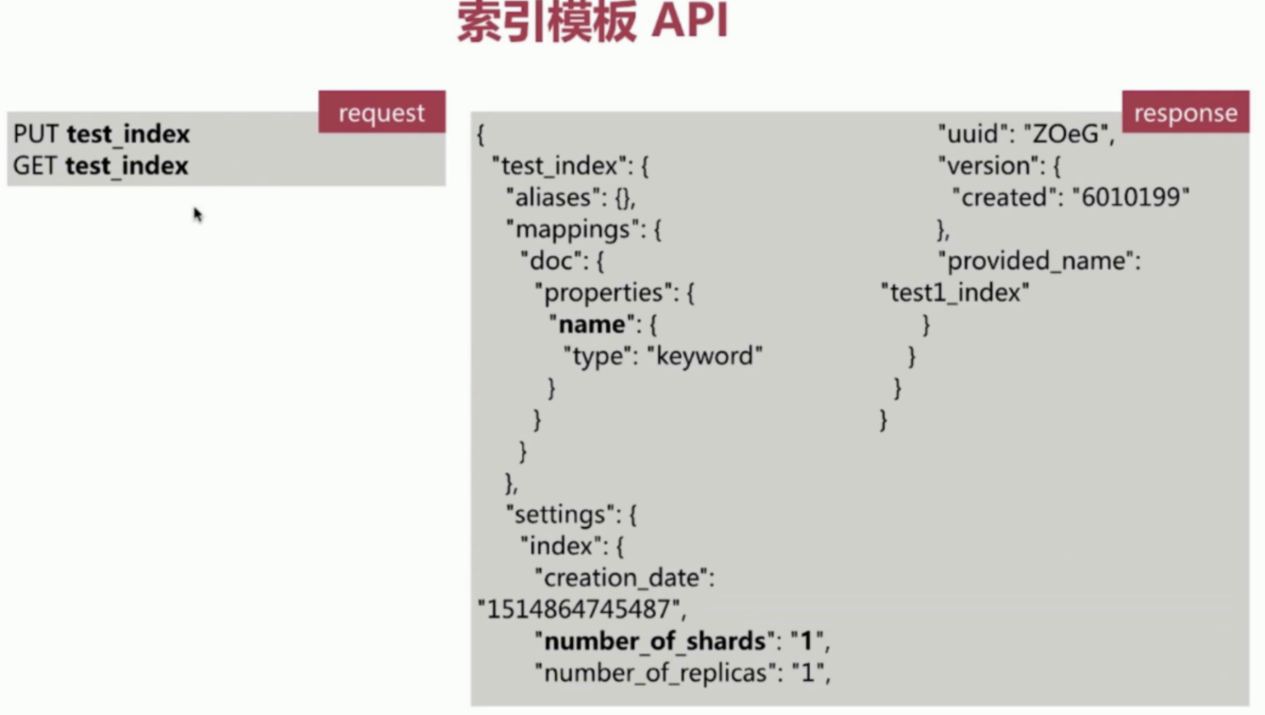 索引模板 API
request
PUT test_index
GET test_index
response
{
"test_index": {
"aliases": {},
"mappings": {
"doc": {
"properties": {
"name": {
"type": "keyword"
}
}
}
},
"settings": {
"index": {
"creation_date":
"1514864745487",
"number_of_shards": "1",
"number_of_replicas": "1",
"uuid": "ZOeG",
"version": {
"created": "6010199"
},
"provided_name":
"test1_index"
}
}
}
}